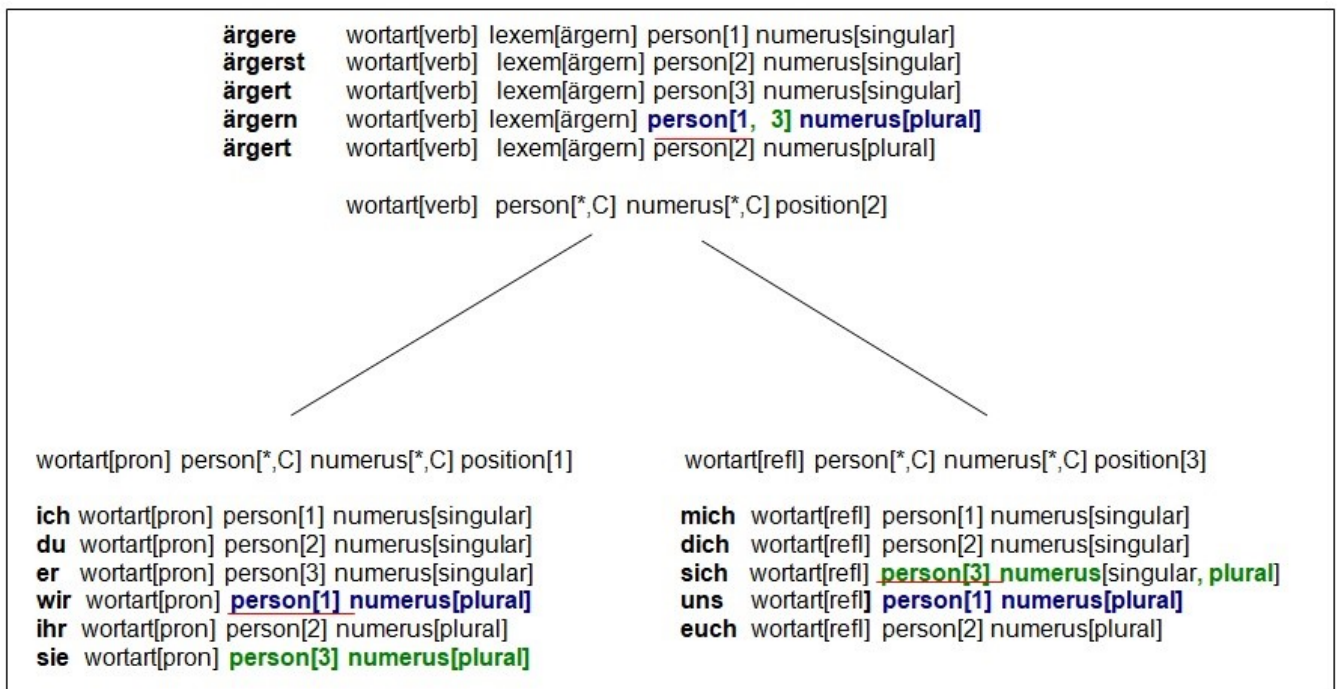 ärgere wortart[verb] lexem[ärgern] person[1] numerus[singular]
ärgerst wortart[verb] lexem[ärgern] person[2] numerus[singular]
ärgert wortart[verb] lexem[ärgern] person[3] numerus[singular]
ärgern wortart[verb] lexem[ärgern] person[1, 3] numerus[plural]
ärgert wortart[verb] lexem[ärgern] person[2] numerus[plural]
wortart[verb] person[*,C] numerus[*,C] position[2]
wortart[pron] person[*,C] numerus[*,C] position[1]
ich wortart[pron] person[1] numerus[singular]
du wortart[pron] person[2] numerus[singular]
er wortart[pron] person[3] numerus[singular]
wir wortart[pron] person[1] numerus[plural]
ihr wortart[pron] person[2] numerus[plural]
sie wortart[pron] person[3] numerus[plural]
wortart[refl] person[*,C] numerus[*,C] position[3]
mich wortart[refl] person[1] numerus[singular]
dich wortart[refl] person[2] numerus[singular]
sich wortart[refl] person[3] numerus[singular, plural]
uns wortart[refl] person[1] numerus[plural]
euch wortart[refl] person[2] numerus[plural]